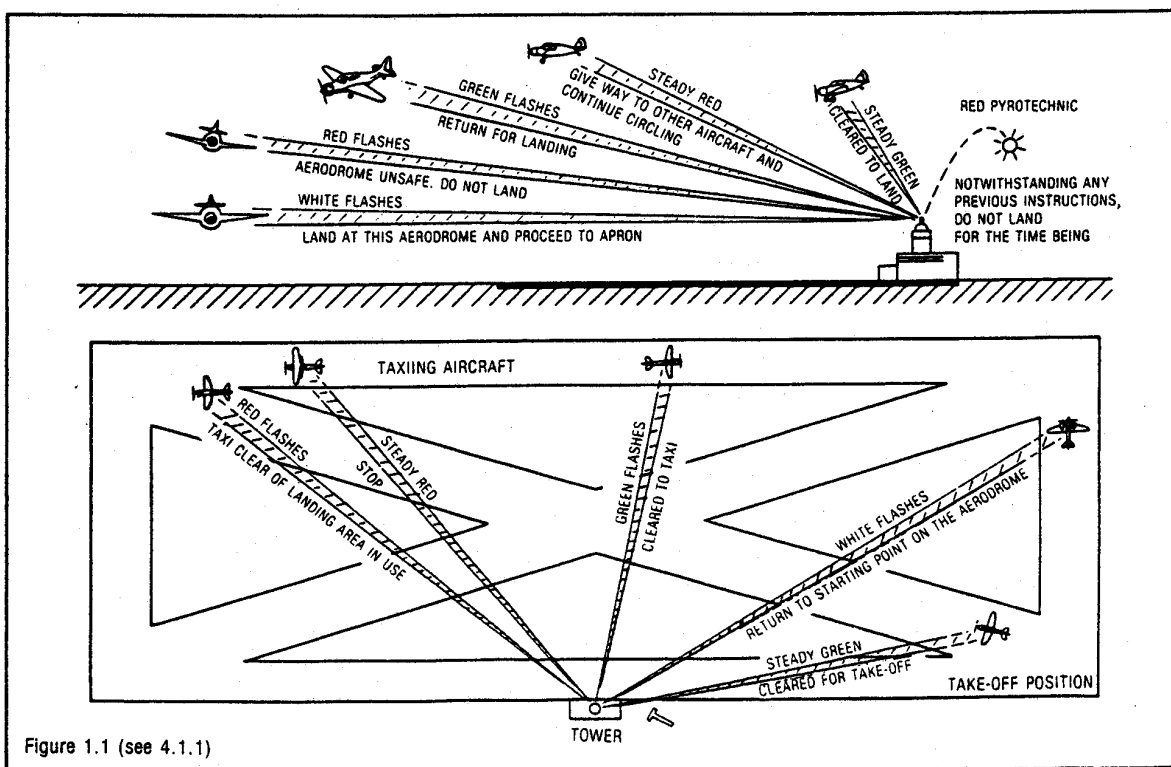 STEADY RED
GIVE WAY TO OTHER AIRCRAFT AND
CONTINUE CIRCLING
GREEN FLASHES
RETURN FOR LANDING
STEADY GREEN
CLEARED TO LAND
RED PYROTECHNIC
RED FLASHES
AERODROME UNSAFE. DO NOT LAND
NOTWITHSTANDING ANY
PREVIOUS INSTRUCTIONS,
DO NOT LAND
FOR THE TIME BEING
WHITE FLASHES
LAND AT THIS AERODROME AND PROCEED TO APRON
TAXIING AIRCRAFT
RED FLASHES
TAXI CLEAR OF LANDING AREA IN USE
STEADY RED
STOP
GREEN FLASHES
CLEARED TO TAXI
WHITE FLASHES
RETURN TO STARTING POINT ON THE AERODROME
STEADY GREEN
CLEARED FOR TAKE-OFF
TAKE-OFF POSITION
TOWER
Figure 1.1 (see 4.1.1)